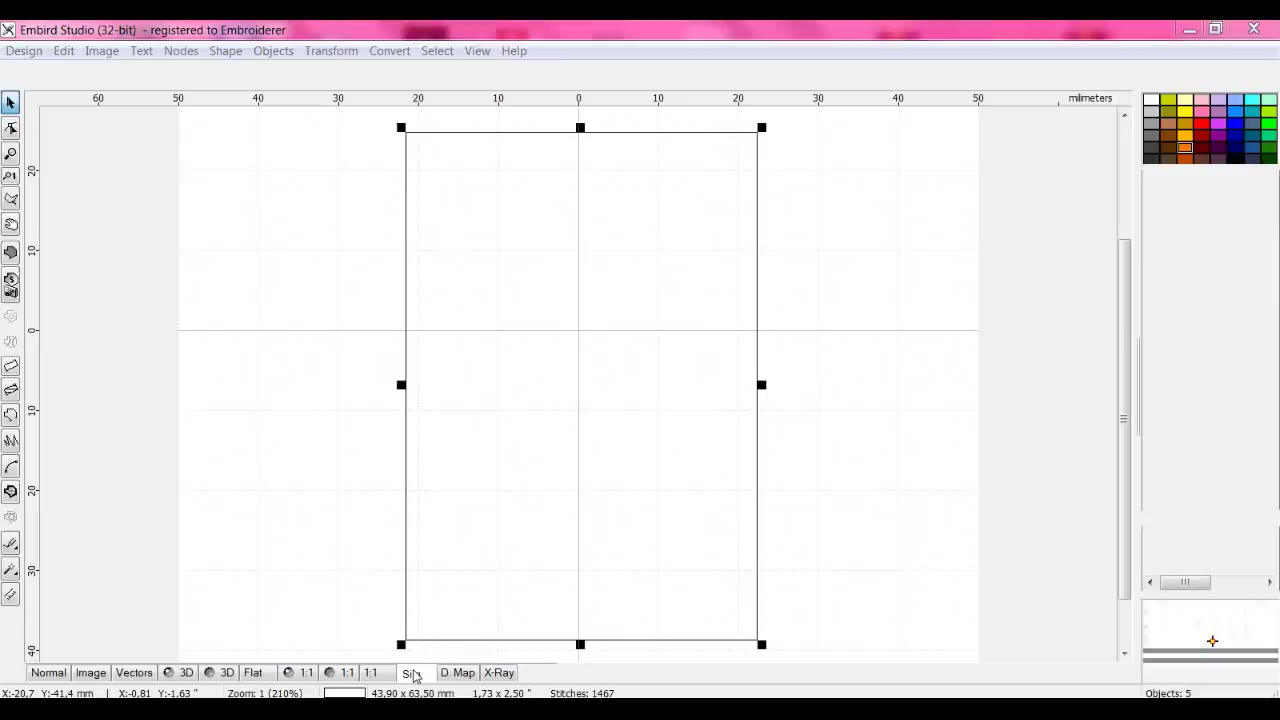 Embird Studio (32-bit) - registered to Embroiderer
Design Edit Image Text Nodes Shape Objects Transform Convert Select View Help
60 50 40 30 20 10 0 10 20 30 40 50 milimeters
20
10
0
10
20
30
40
Normal Image Vectors 3D 3D Flat 1:1 1:1 1:1 D. Map X-Ray
X:-20,7 Y:41,4 mm X:-0,81 Y:-1,63 " Zoom: 1 (210%) 43,90 x 63,50 mm 1,73 x 2,50 " Stitches: 1467 Objects: 5